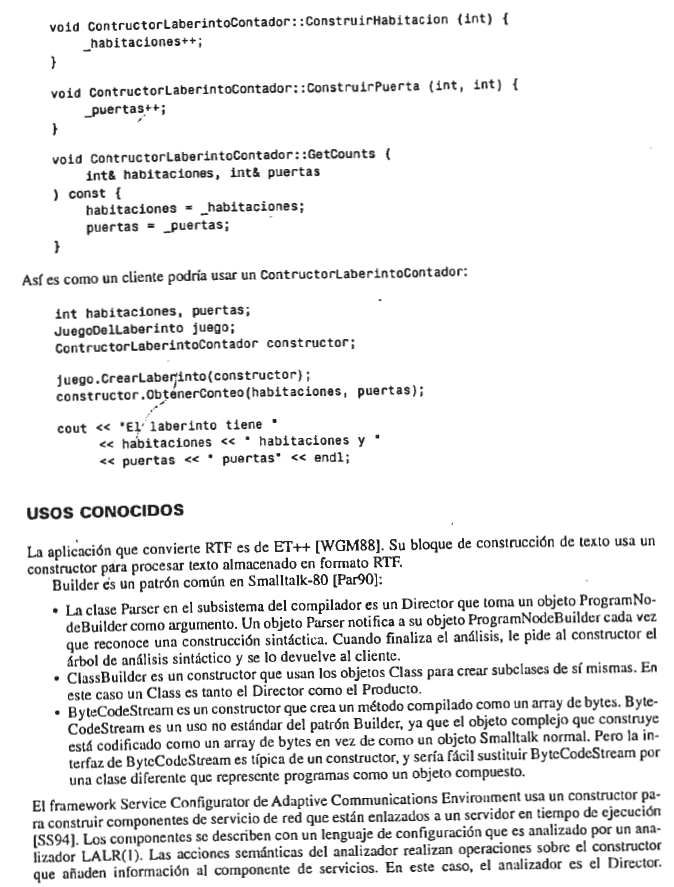 void ContructorLaberintoContador::ConstruirHabitacion (int) {
_habitaciones++;
}
void ContructorLaberintoContador::ConstruirPuerta (int, int) {
_puertas++;
}
void ContructorLaberintoContador::GetCounts (
int& habitaciones, int& puertas
) const {
habitaciones = _habitaciones;
puertas = _puertas;
}
Así es como un cliente podría usar un ContructorLaberintoContador:
int habitaciones, puertas;
JuegoDelLaberinto juego;
ContructorLaberintoContador constructor;
juego.CrearLaberinto(constructor);
constructor.ObtenerConteo(habitaciones, puertas);
cout << "El laberinto tiene "
<< habitaciones << " habitaciones y "
<< puertas << " puertas" << endl;
USOS CONOCIDOS
La aplicación que convierte RTF es de ET++ [WGM88]. Su bloque de construcción de texto usa un
constructor para procesar texto almacenado en formato RTF.
Builder es un patrón común en Smalltalk-80 [Par90]:
• La clase Parser en el subsistema del compilador es un Director que toma un objeto ProgramNo-
deBuilder como argumento. Un objeto Parser notifica a su objeto ProgramNodeBuilder cada vez
que reconoce una construcción sintáctica. Cuando finaliza el análisis, le pide al constructor el
árbol de análisis sintáctico y se lo devuelve al cliente.
• ClassBuilder es un constructor que usan los objetos Class para crear subclases de sí mismas. En
este caso un Class es tanto el Director como el Producto.
• ByteCodeStream es un constructor que crea un método compilado como un array de bytes. Byte-
CodeStream es un uso no estándar del patrón Builder, ya que el objeto complejo que construye
está codificado como un array de bytes en vez de como un objeto Smalltalk normal. Pero la in-
terfaz de ByteCodeStream es típica de un constructor, y sería fácil sustituir ByteCodeStream por
una clase diferente que represente programas como un objeto compuesto.
El framework Service Configurator de Adaptive Communications Environment usa un constructor pa-
ra construir componentes de servicio de red que están enlazados a un servidor en tiempo de ejecución
[SS94]. Los componentes se describen con un lenguaje de configuración que es analizado por un ana-
lizador LALR(1). Las acciones semánticas del analizador realizan operaciones sobre el constructor
que añaden información al componente de servicios. En este caso, el analizador es el Director.